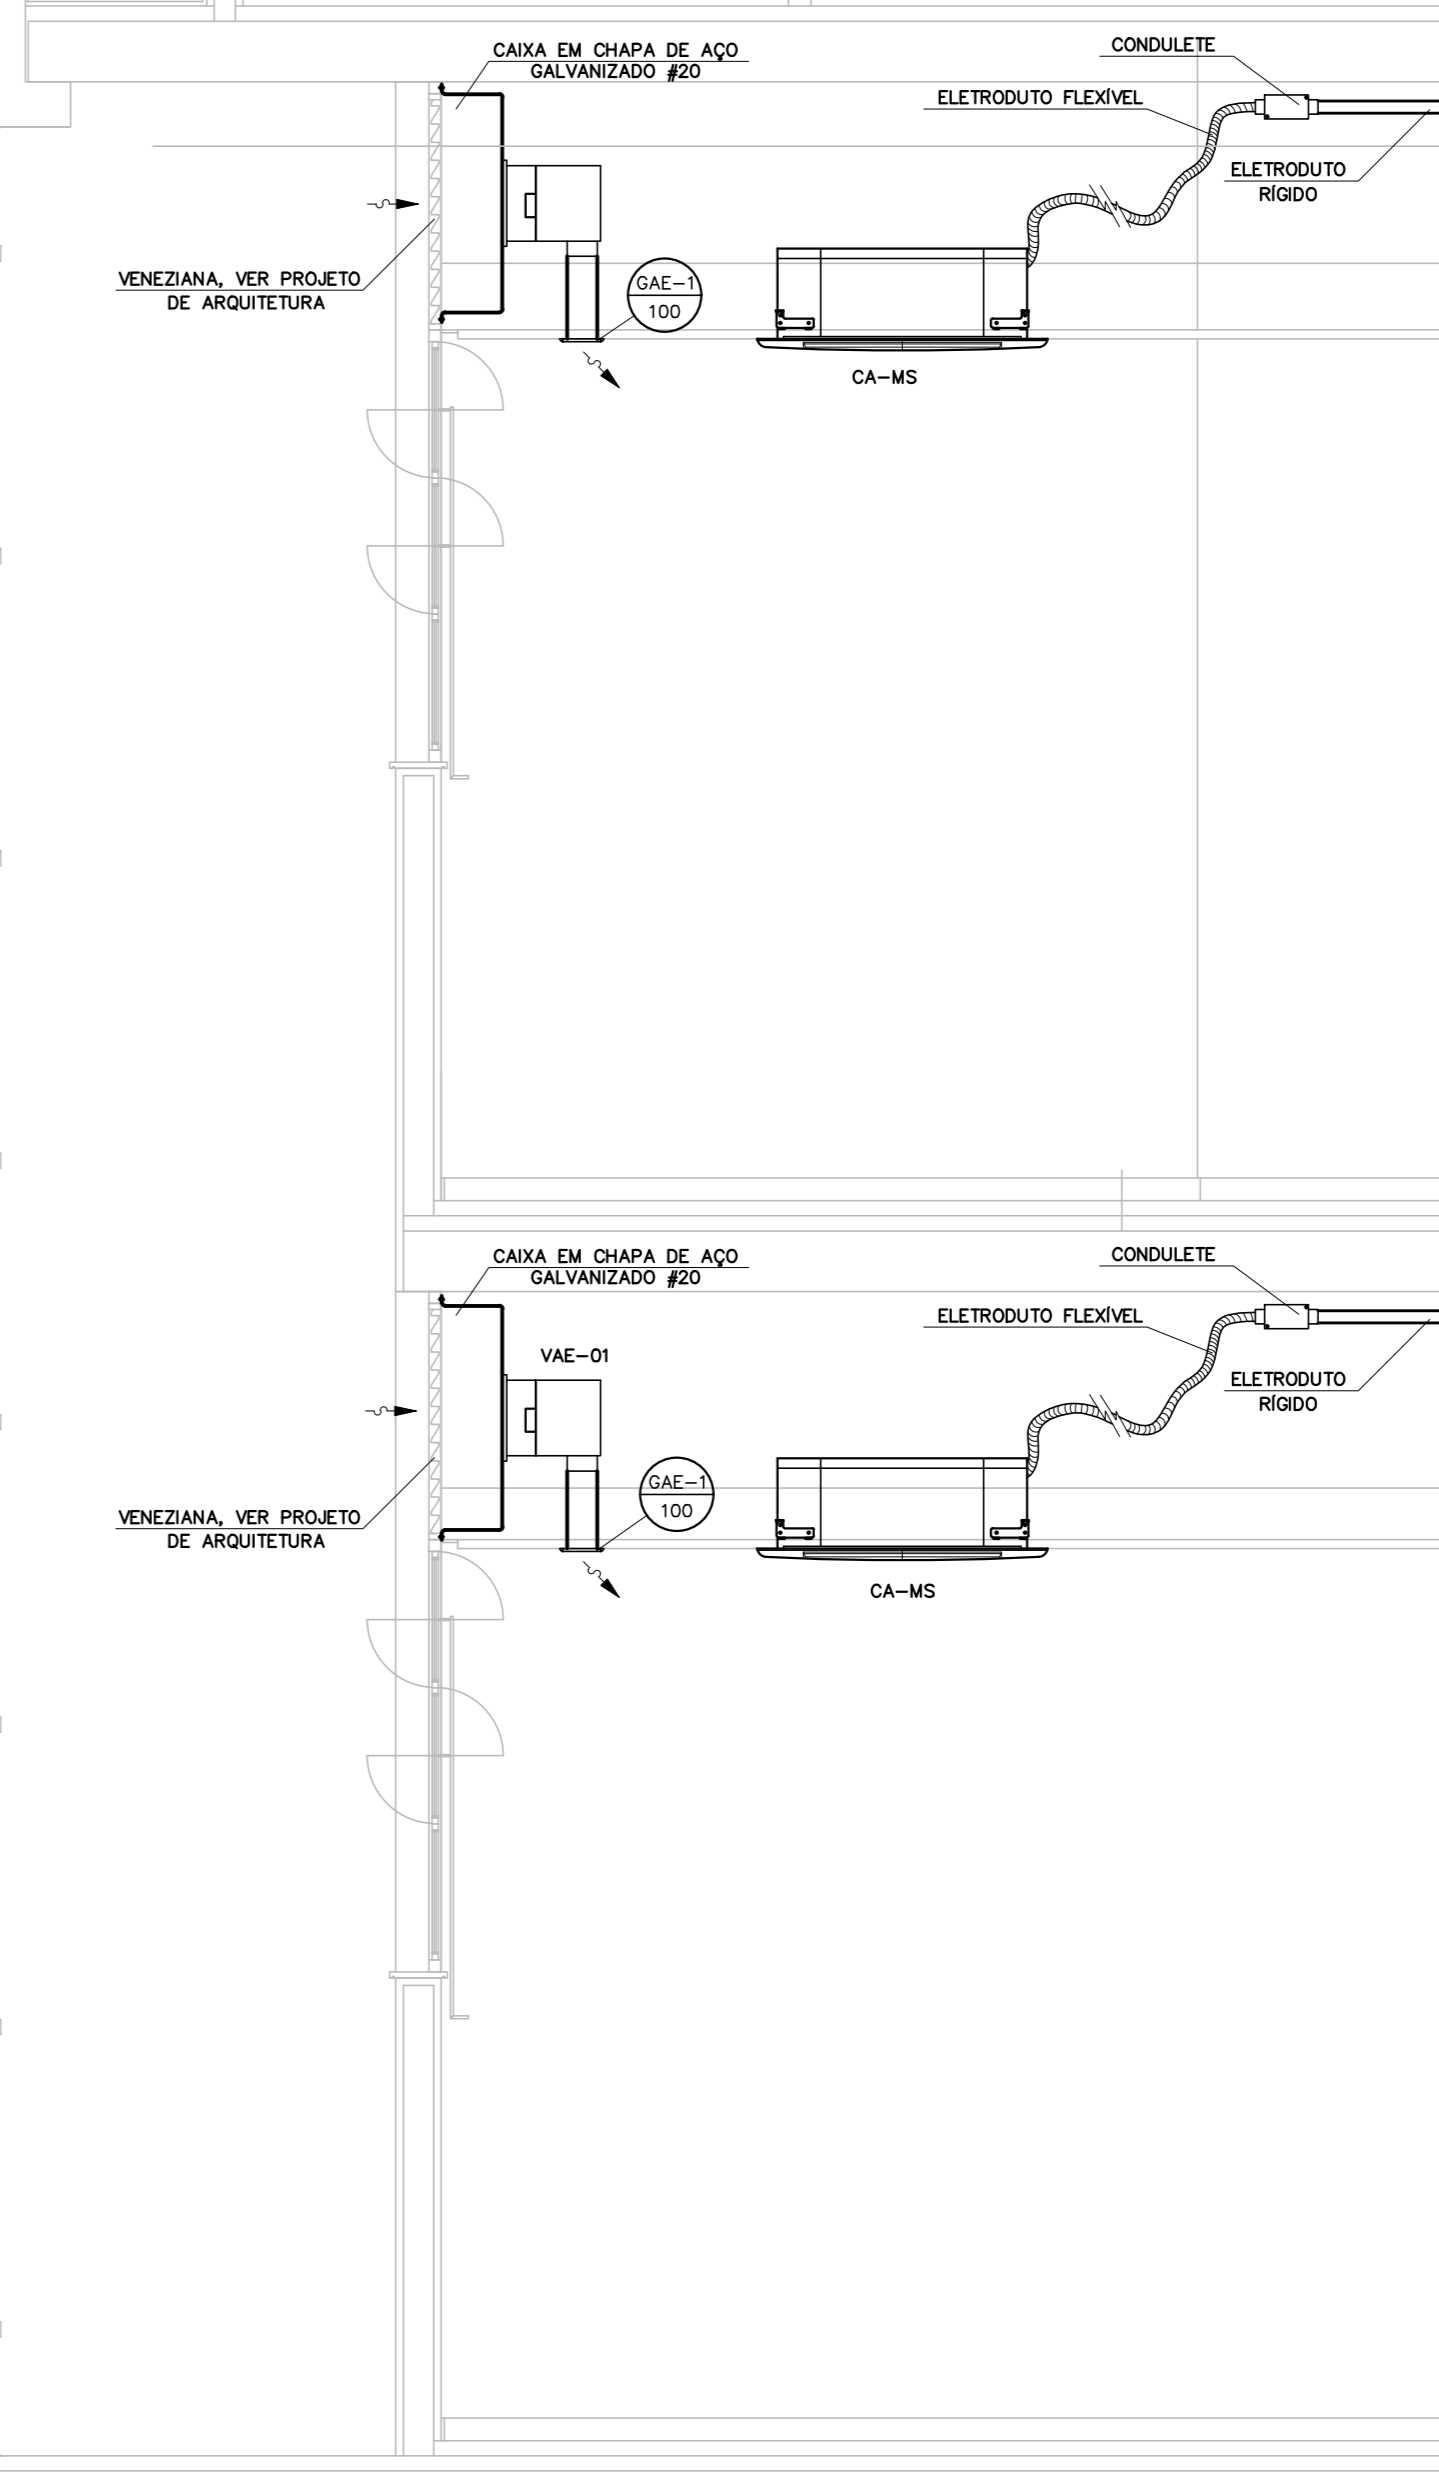 CAIXA EM CHAPA DE AÇO
GALVANIZADO #20
CONDULETE
ELETRODUTO FLEXÍVEL
ELETRODUTO
RÍGIDO
VENEZIANA, VER PROJETO
DE ARQUITETURA
GAE-1
100
CA-MS
CAIXA EM CHAPA DE AÇO
GALVANIZADO #20
CONDULETE
ELETRODUTO FLEXÍVEL
VAE-01
ELETRODUTO
RÍGIDO
GAE-1
100
VENEZIANA, VER PROJETO
DE ARQUITETURA
CA-MS